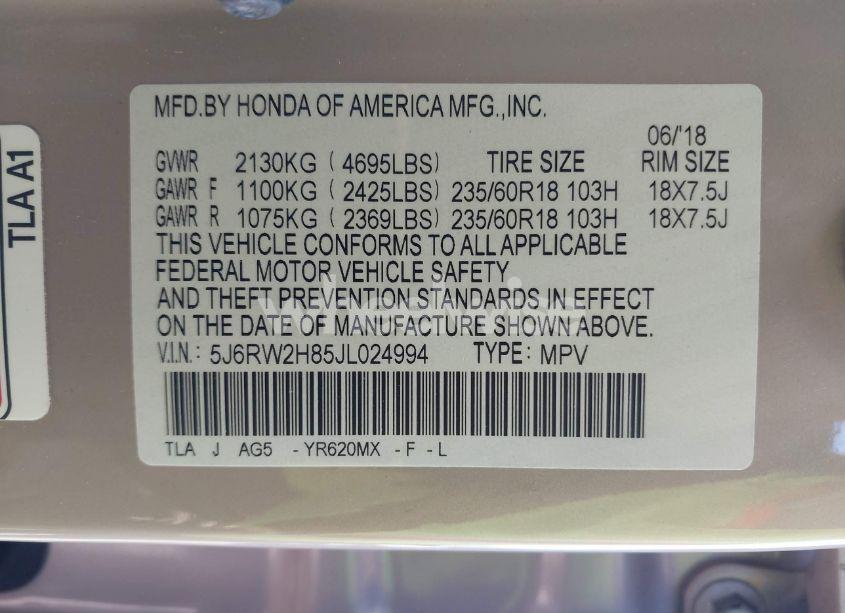 TLA A1
MFD.BY HONDA OF AMERICA MFG.,INC.
06/'18
GVWR 2130KG ( 4695LBS) TIRE SIZE RIM SIZE
GAWR F 1100KG ( 2425LBS) 235/60R18 103H 18X7.5J
GAWR R 1075KG ( 2369LBS) 235/60R18 103H 18X7.5J
THIS VEHICLE CONFORMS TO ALL APPLICABLE
FEDERAL MOTOR VEHICLE SAFETY
AND THEFT PREVENTION STANDARDS IN EFFECT
ON THE DATE OF MANUFACTURE SHOWN ABOVE.
V.I.N.: 5J6RW2H85JL024994 TYPE: MPV
TLA J AG5 -YR620MX -F -L